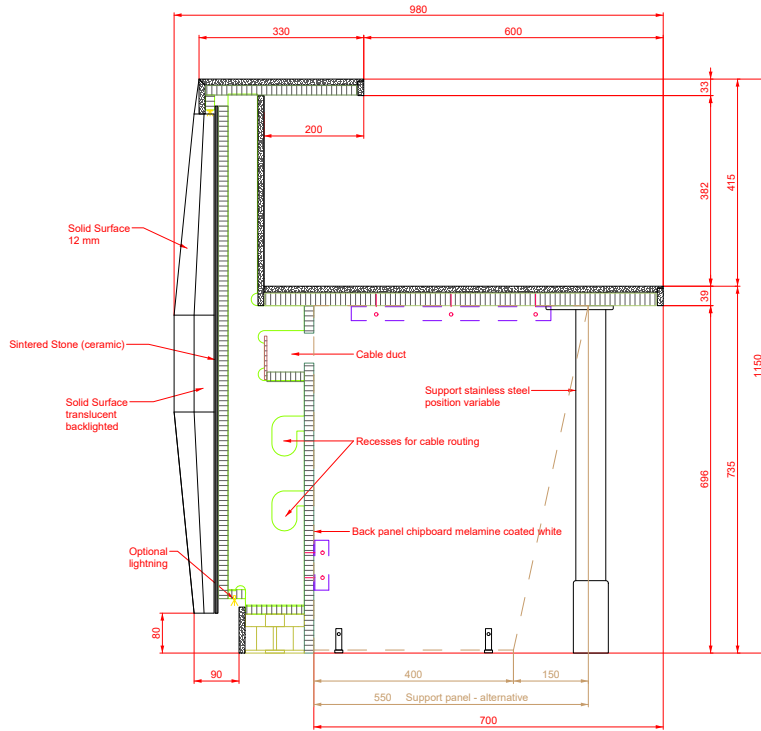 980
330
600
33
200
382
415
Solid Surface
12 mm
39
Sintered Stone (ceramic)
Cable duct
1150
Support stainless steel
position variable
Solid Surface
translucent
backlighted
Recesses for cable routing
696
735
Back panel chipboard melamine coated white
Optional
lightning
80
90
400
150
550 Support panel - alternative
700